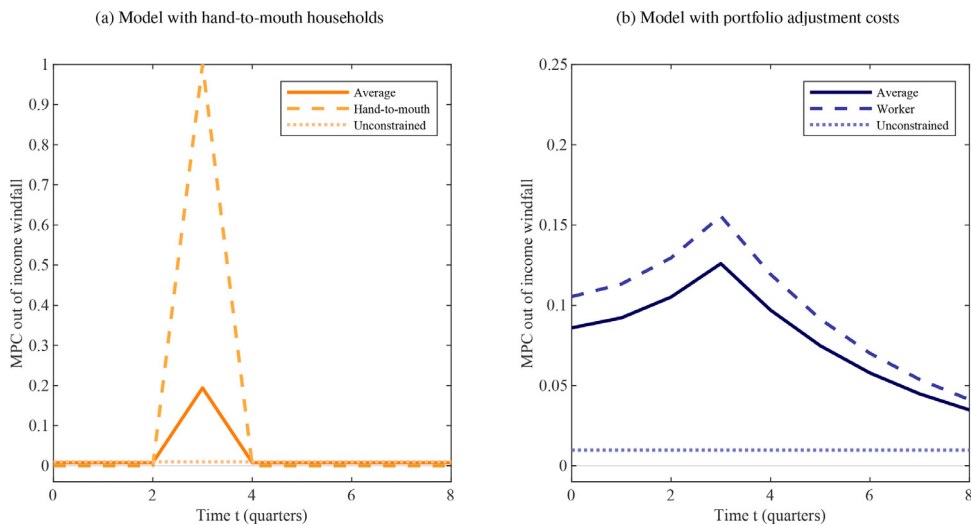 (a) Model with hand-to-mouth households
1
0.9
0.8
0.7
0.6
0.5
0.4
0.3
0.2
0.1
0
MPC out of income windfall
Average
Hand-to-mouth
Unconstrained
0 2 4 6 8
Time t (quarters)
(b) Model with portfolio adjustment costs
0.25
0.2
0.15
0.1
0.05
0
MPC out of income windfall
Average
Worker
Unconstrained
0 2 4 6 8
Time t (quarters)